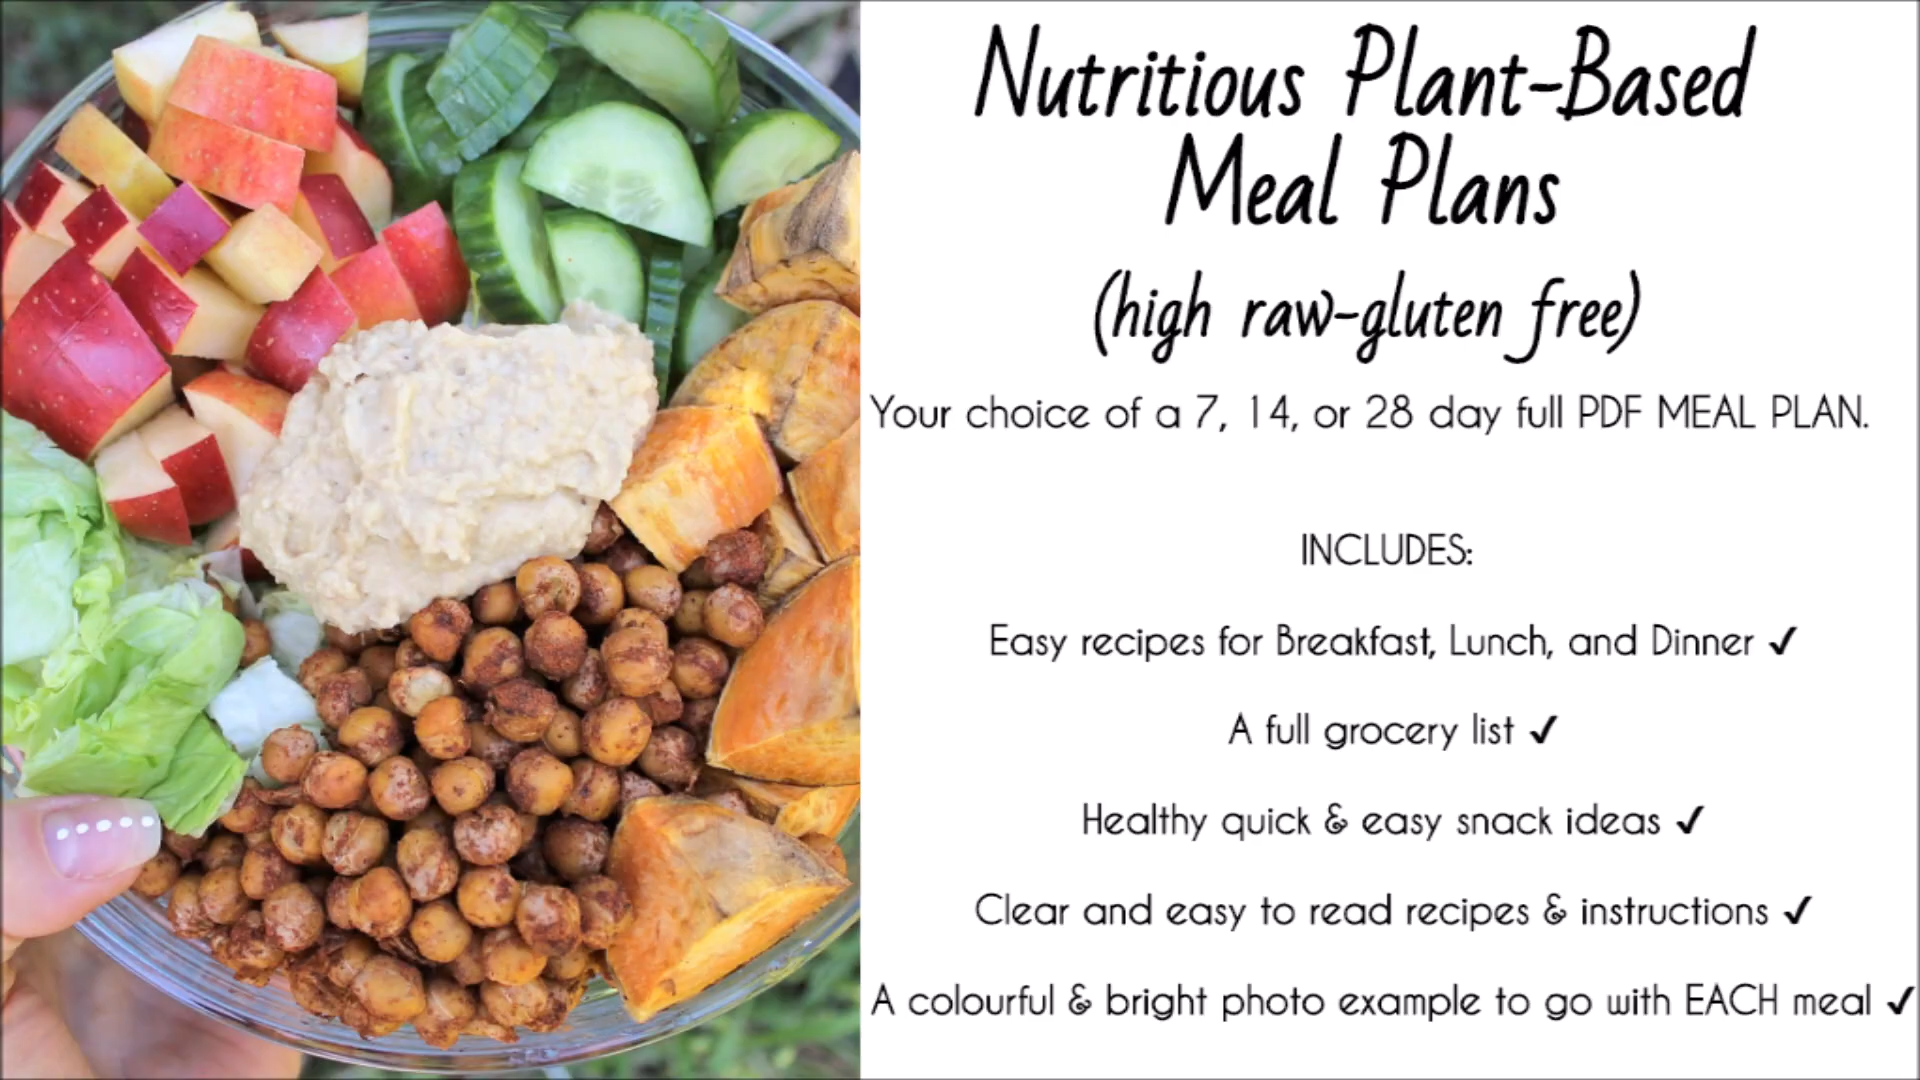 Nutritious Plant-Based
Meal Plans
(high raw-gluten free)
Your choice of a 7, 14, or 28 day full PDF MEAL PLAN.
INCLUDES:
Easy recipes for Breakfast, Lunch, and Dinner ✓
A full grocery list ✓
Healthy quick & easy snack ideas ✓
Clear and easy to read recipes & instructions ✓
A colourful & bright photo example to go with EACH meal ✓